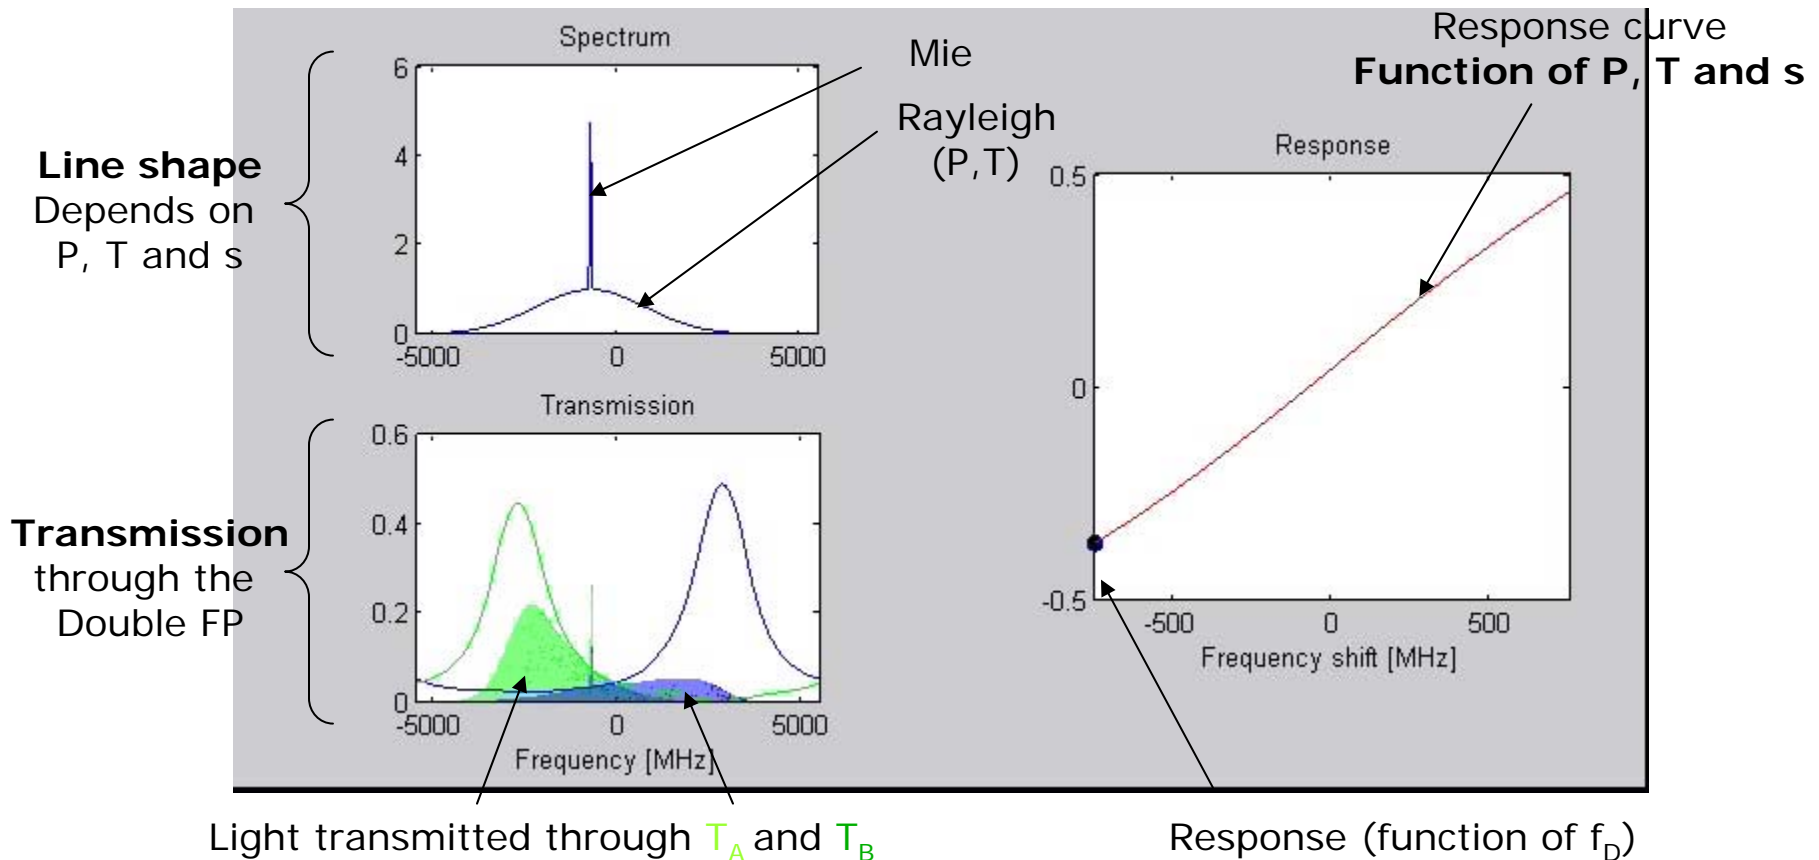 Spectrum
6
4
2
0
-5000
0
5000
Mie
Rayleigh
(P,T)
Line shape
Depends on
P, T and s
Response curve
Function of P, T and s
Response
0.5
0
-0.5
-500
0
500
Frequency shift [MHz]
Transmission
0.6
0.4
0.2
0
-5000
0
5000
Frequency [MHz]
Transmission
through the
Double FP
Light transmitted through T_A and T_B
Response (function of f_D)